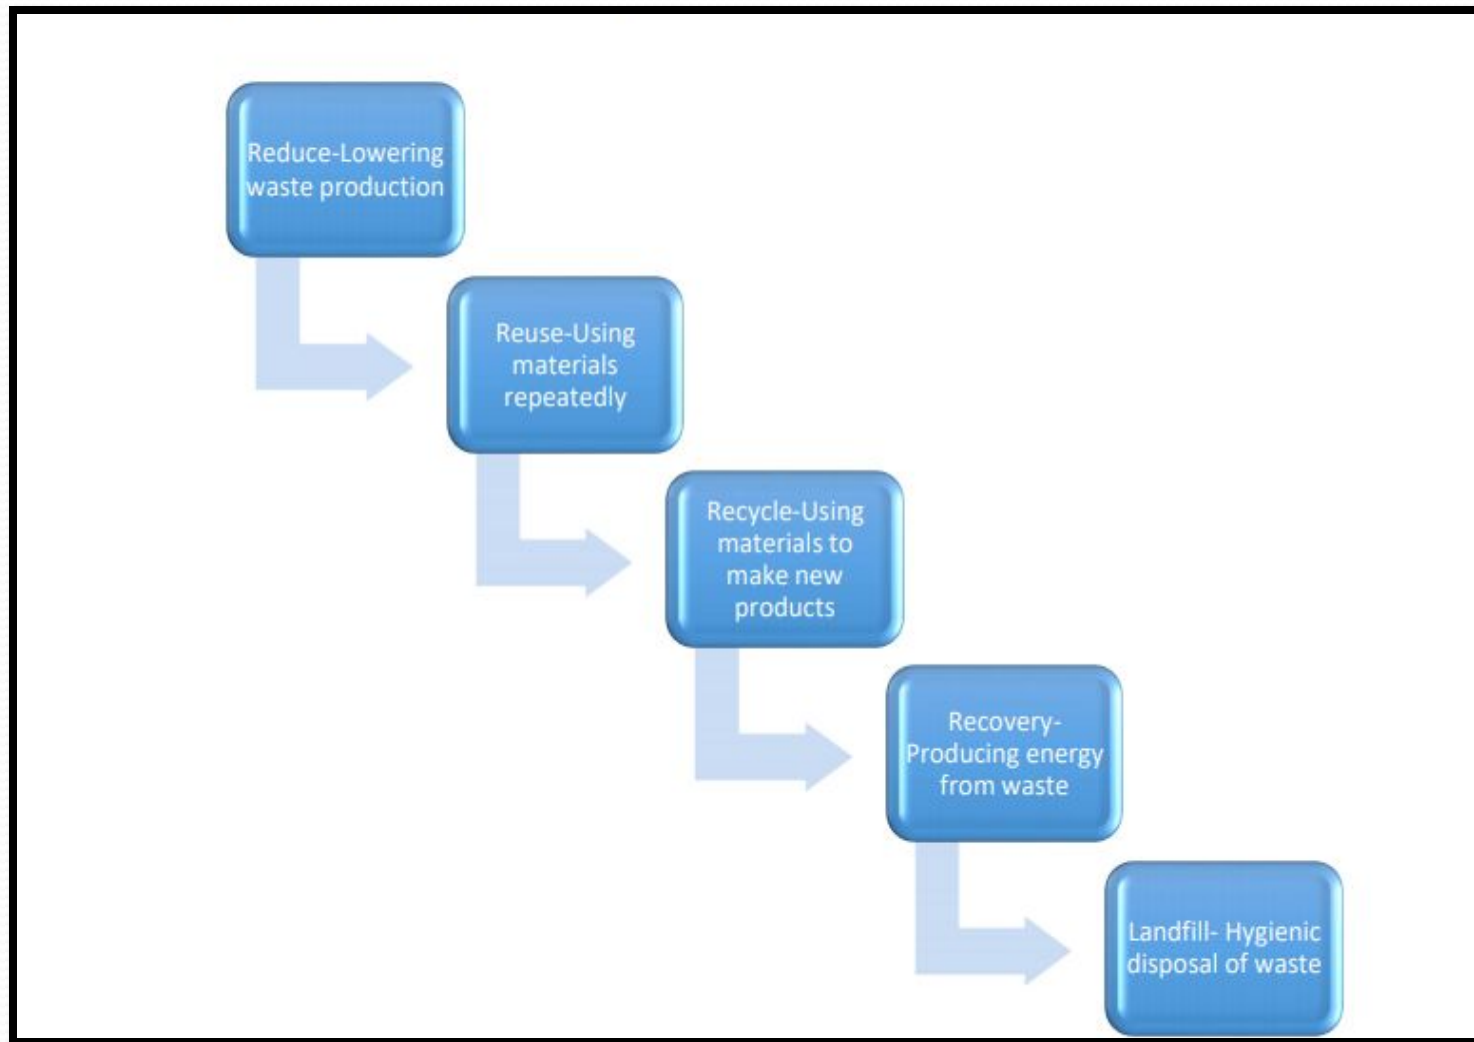 Reduce-Lowering
waste production
Reuse-Using
materials
repeatedly
Recycle-Using
materials to
make new
products
Recovery-
Producing energy
from waste
Landfill- Hygienic
disposal of waste